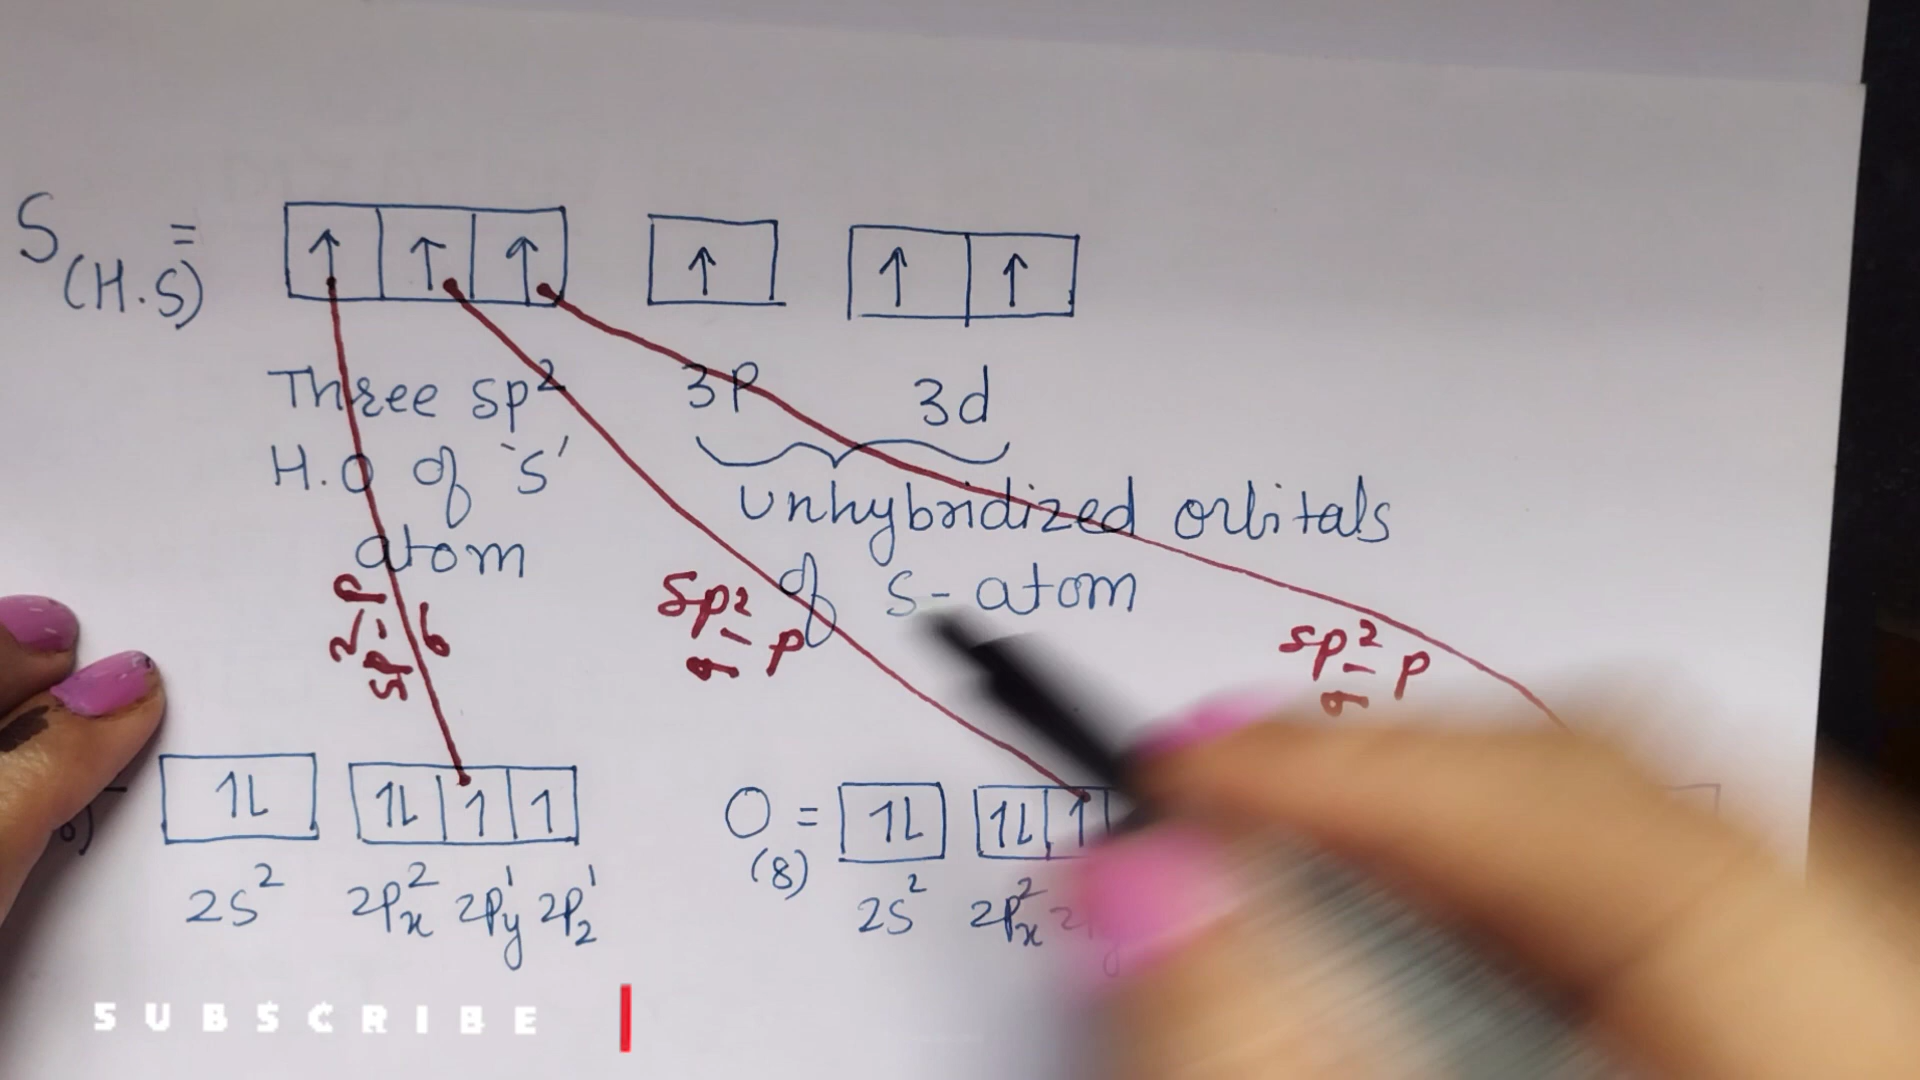 S =
(H.S)
↑ ↑ ↑ ↑ ↑ ↑
Three sp²
H.O of 's'
atom
3p 3d
unhybridized orbitals
of s-atom
sp²-p
σ
sp²-p
σ
sp²-p
σ
1L 1L 1 1
2s² 2px² 2py¹ 2pz¹
O = 1L 1L 1
(8)
2s² 2px²
SUBSCRIBE